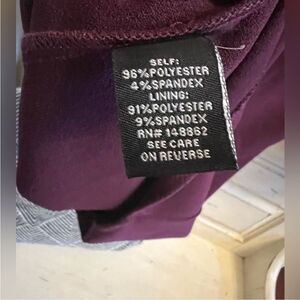 SELF:
96%POLYESTER
4%SPANDEX
LINING:
91%POLYESTER
9%SPANDEX
RN# 148862
SEE CARE
ON REVERSE